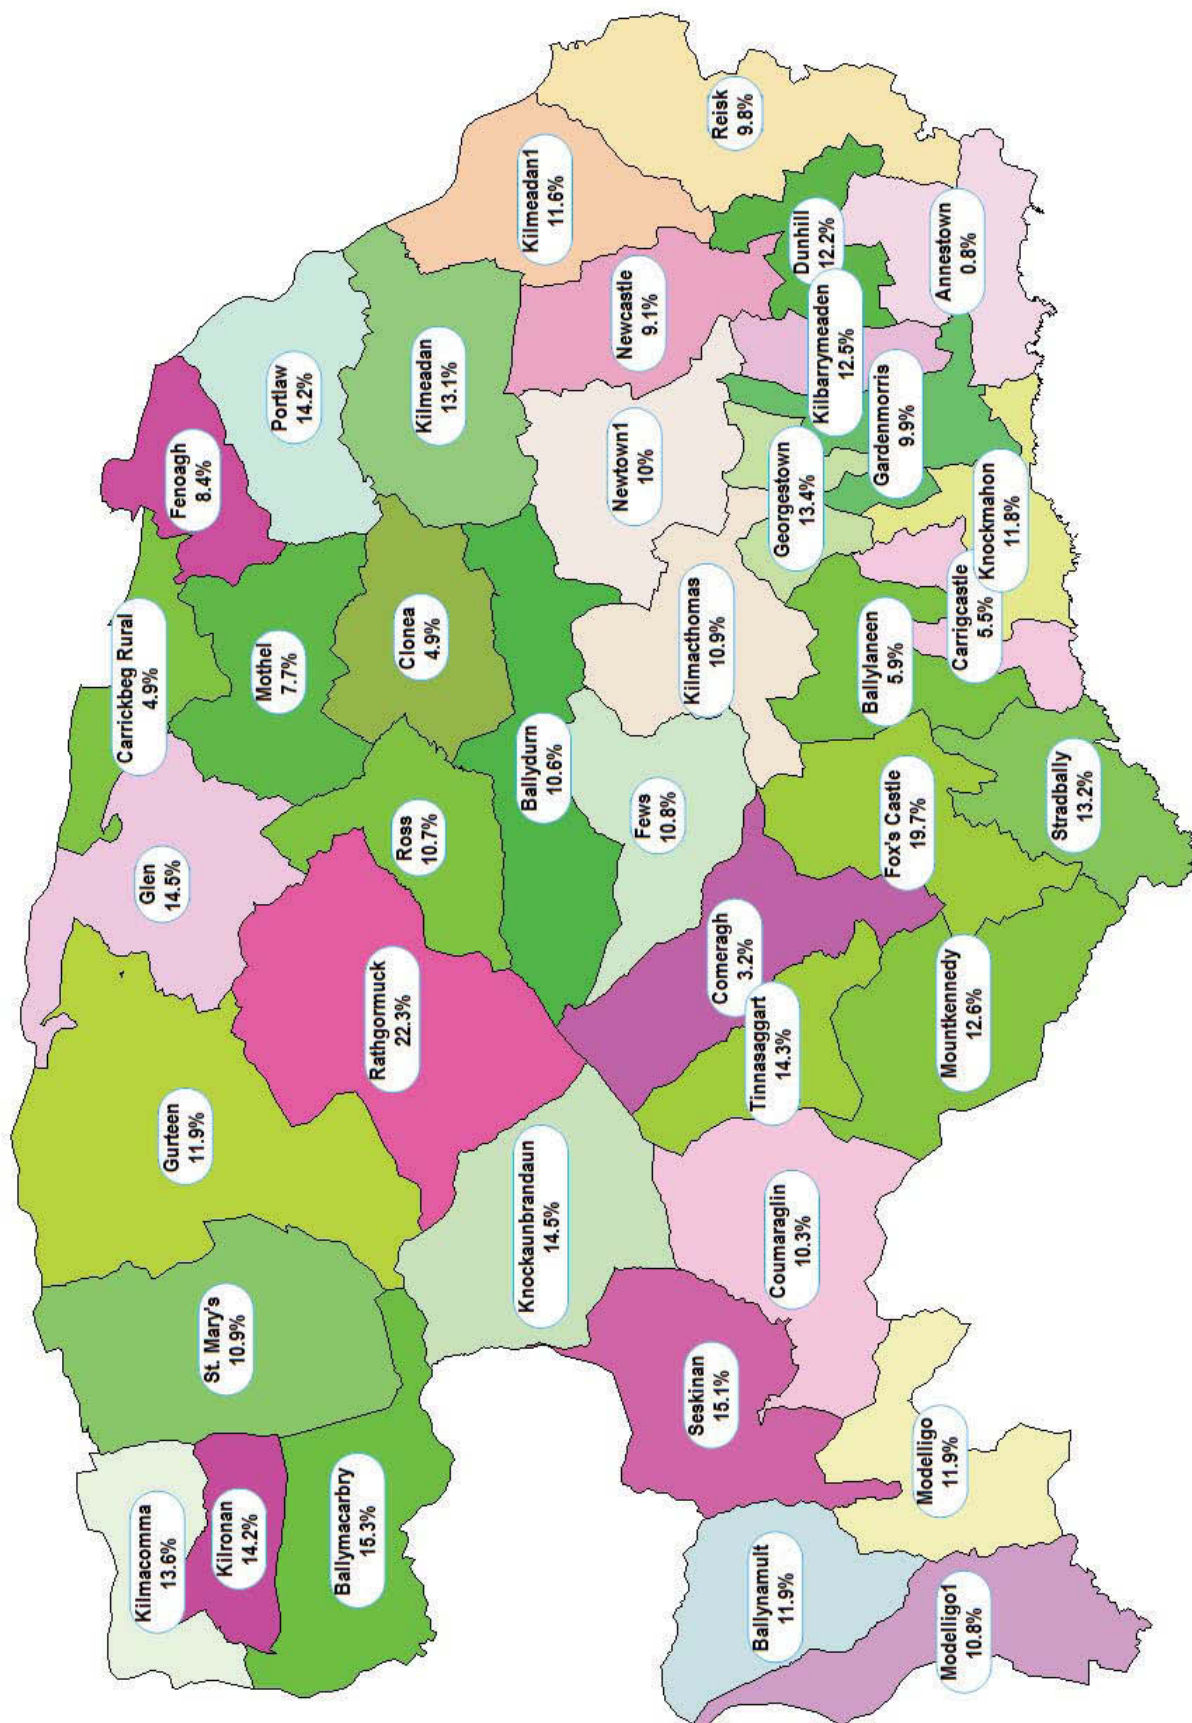 Kilmacomma
13.6%
Kilronan
14.2%
Ballymacarbry
15.3%
St. Mary's
10.9%
Gurteen
11.9%
Glen
14.5%
Carrickbeg Rural
4.9%
Fenoagh
8.4%
Portlaw
14.2%
Mothel
7.7%
Kilmeadan
13.1%
Clonea
4.9%
Ross
10.7%
Rathgormuck
22.3%
Kilmeadan1
11.6%
Knockaunbrandaun
14.5%
Ballydurn
10.6%
Newtown1
10%
Newcastle
9.1%
Reisk
9.8%
Fews
10.8%
Kilmacthomas
10.9%
Seskinan
15.1%
Comeragh
3.2%
Tinnasaggart
14.3%
Coumaraglin
10.3%
Ballynamult
11.9%
Georgestown
13.4%
Kilbarrymeaden
12.5%
Dunhill
12.2%
Ballylaneen
5.9%
Gardenmorris
9.9%
Fox's Castle
19.7%
Modelligo
11.9%
Modelligo1
10.8%
Mountkennedy
12.6%
Carrigcastle
5.5%
Knockmahon
11.8%
Annestown
0.8%
Stradbally
13.2%